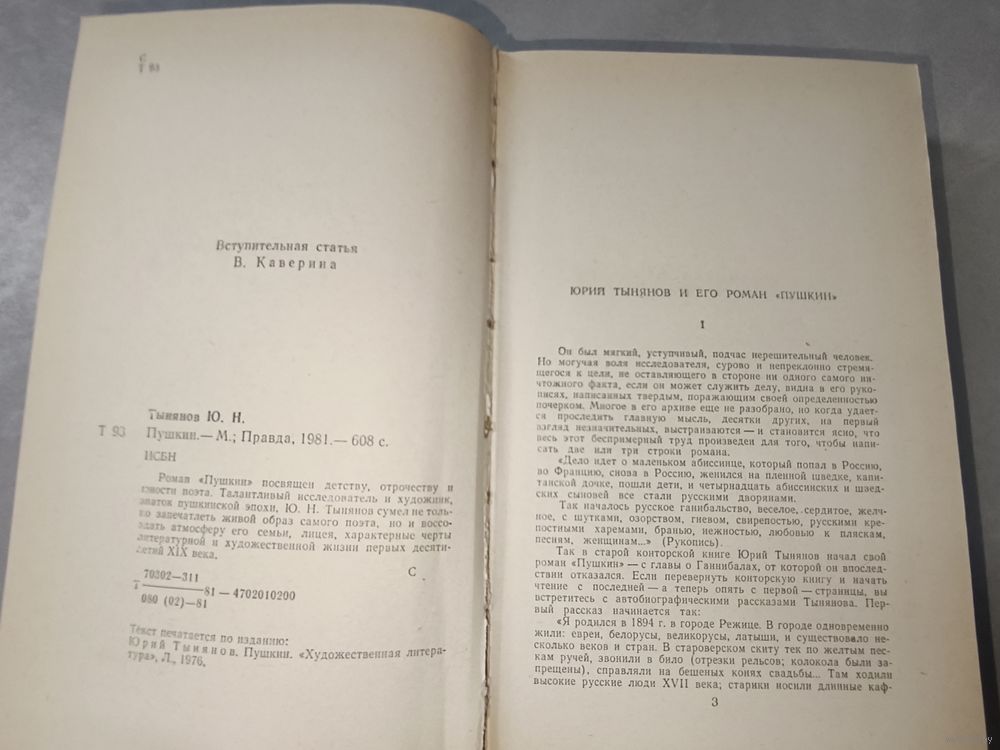 С
Т 93
Вступительная статья
В. Каверина
Тынянов Ю. Н.
Т 93 Пушкин.— М.; Правда, 1981.— 608 с.
ИСБН
Роман «Пушкин» посвящен детству, отрочеству и
юности поэта. Талантливый исследователь и художник,
знаток пушкинской эпохи, Ю. Н. Тынянов сумел не толь-
ко запечатлеть живой образ самого поэта, но и воссо-
здать атмосферу его семьи, лицея, характерные черты
литературной и художественной жизни первых десяти-
летий XIX века.
С
70302—311
Т ————81 — 4702010200
080 (02)—81
Текст печатается по изданию:
Юрий Тынянов. Пушкин. «Художественная литера-
тура», Л., 1976.
ЮРИЙ ТЫНЯНОВ И ЕГО РОМАН «ПУШКИН»
I
Он был мягкий, уступчивый, подчас нерешительный человек.
Но могучая воля исследователя, сурово и непреклонно стремя-
щегося к цели, не оставляющего в стороне ни одного самого ни-
чтожного факта, если он может служить делу, видна в его руко-
писях, написанных твердым, поражающим своей определенностью
почерком. Многое в его архиве еще не разобрано, но когда удает-
ся проследить главную мысль, десятки других, на первый
взгляд незначительных, выстраиваются — и становится ясно, что
весь этот беспримерный труд произведен для того, чтобы напи-
сать две или три строки романа.
«Дело идет о маленьком абиссинце, который попал в Россию,
во Францию, снова в Россию, женился на пленной шведке, капи-
танской дочке, пошли дети, и четырнадцать абиссинских и швед-
ских сыновей все стали русскими дворянами.
Так началось русское ганнибальство, веселое, сердитое, желч-
ное, с шутками, озорством, гневом, свирепостью, русскими кре-
постными харемами, бранью, нежностью, любовью к пляскам,
песням, женщинам...» (Рукопись).
Так в старой конторской книге Юрий Тынянов начал свой
роман «Пушкин» — с главы о Ганнибалах, от которой он впослед-
ствии отказался. Если перевернуть конторскую книгу и начать
чтение с последней — а теперь опять с первой — страницы, вы
встретитесь с автобиографическими рассказами Тынянова. Пер-
вый рассказ начинается так:
«Я родился в 1894 г. в городе Режице. В городе одновременно
жили: евреи, белорусы, великорусы, латыши, и существовало не-
сколько веков и стран. В староверском скиту тек по желтым пес-
кам ручей, звонили в било (отрезки рельсов; колокола были за-
прещены), справляли на бешеных конях свадьбы... Там ходили
высокие русские люди XVII века; старики носили длинные каф-
3